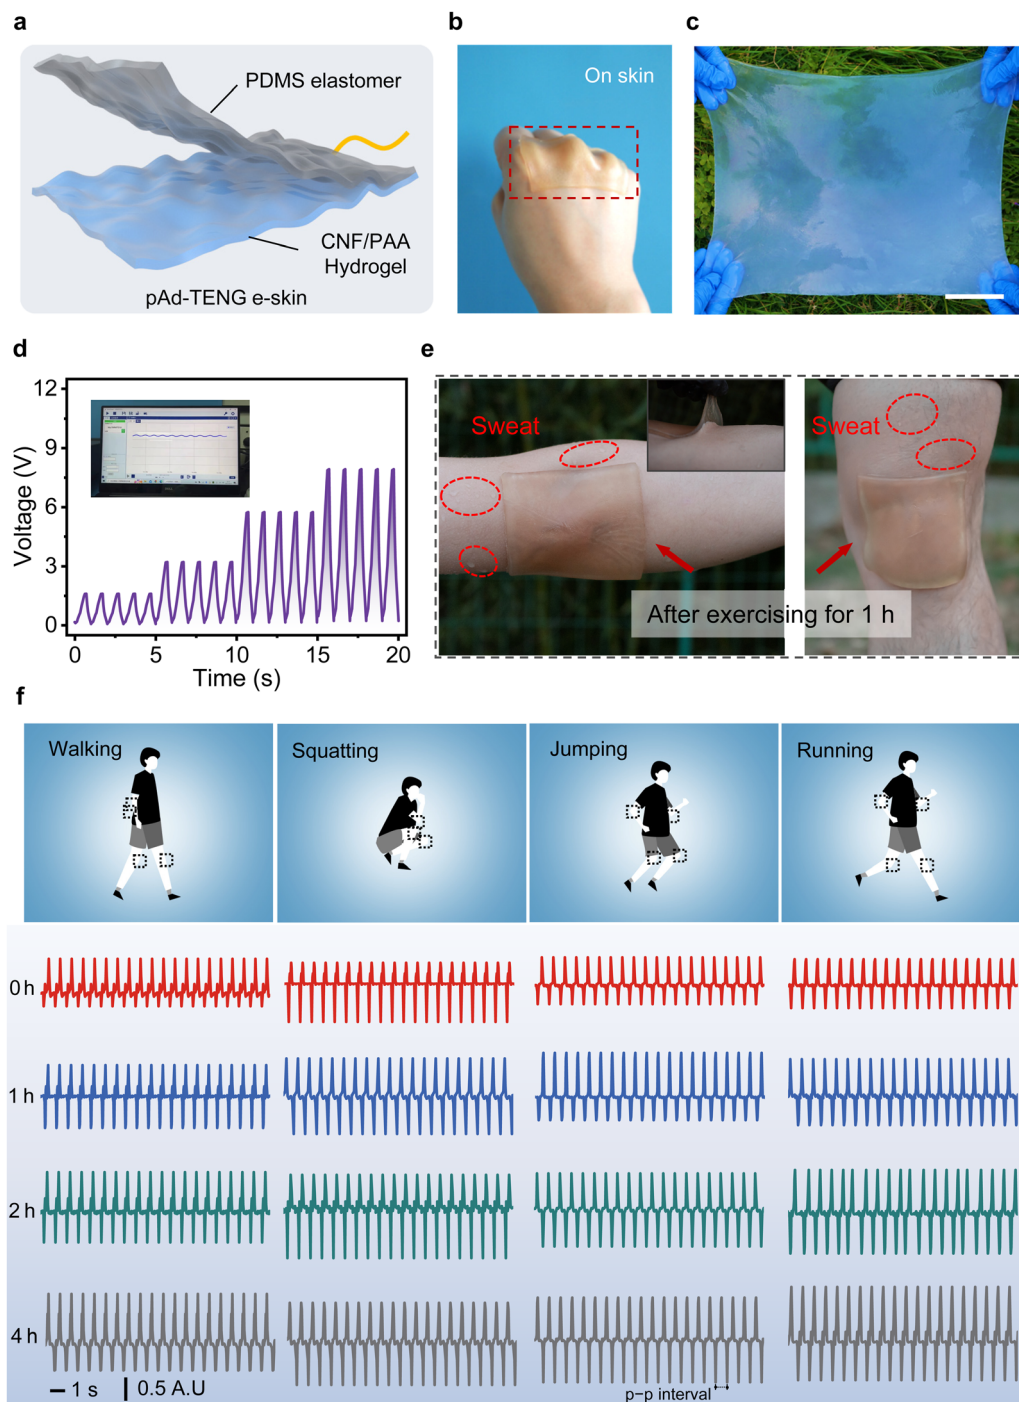 a
PDMS elastomer
CNF/PAA
Hydrogel
pAd-TENG e-skin
b
On skin
c
d
12
9
6
3
0
Voltage (V)
0 5 10 15 20
Time (s)
e
Sweat
Sweat
After exercising for 1 h
f
Walking
Squatting
Jumping
Running
0 h
1 h
2 h
4 h
1 s
0.5 A.U
p–p interval